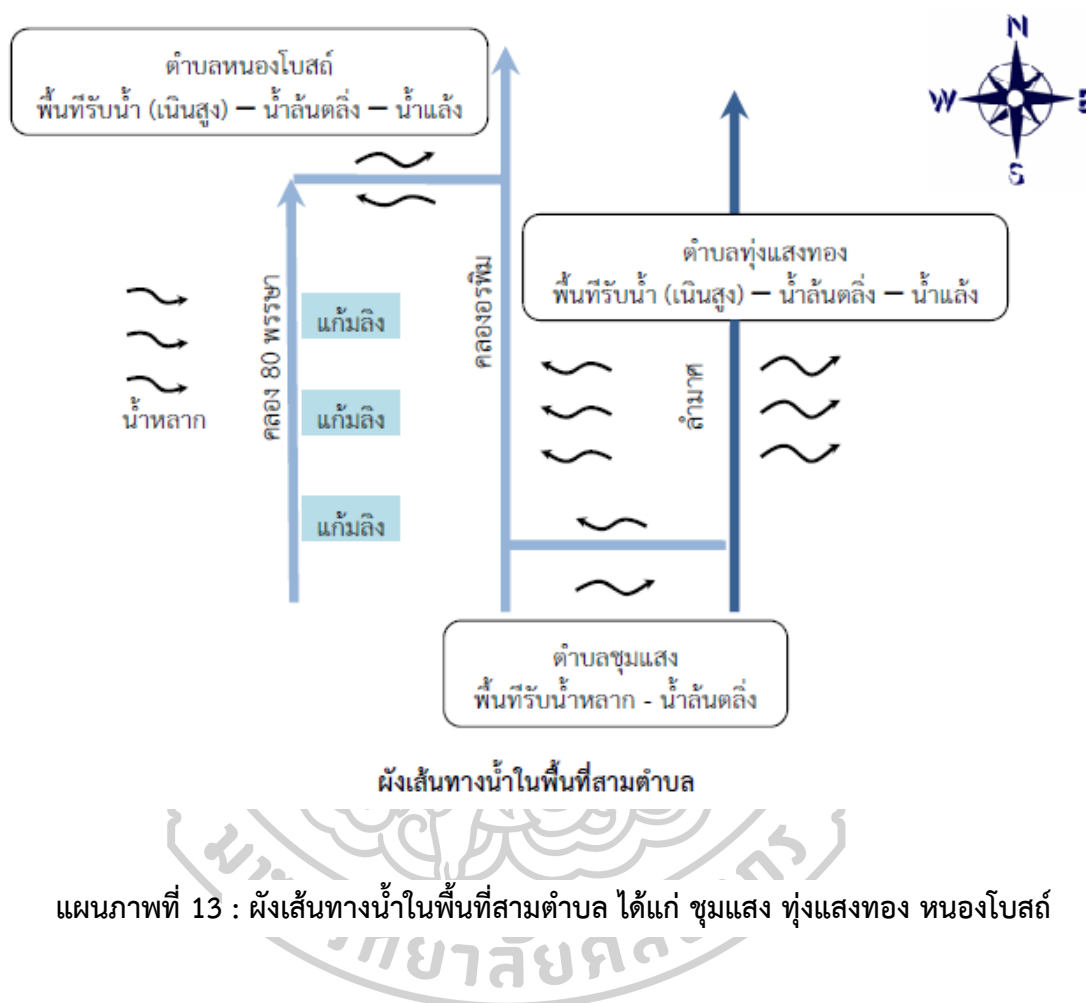 ตำบลหนองโบสถ์
พื้นที่รับน้ำ (เนินสูง) – น้ำล้นตลิ่ง – น้ำแล้ง
N
W
E
S
ตำบลทุ่งแสงทอง
พื้นที่รับน้ำ (เนินสูง) – น้ำล้นตลิ่ง – น้ำแล้ง
คลอง 80 พรรษา
คลองอรพิม
ลำมาศ
แก้มลิง
แก้มลิง
แก้มลิง
น้ำหลาก
ตำบลชุมแสง
พื้นที่รับน้ำหลาก - น้ำล้นตลิ่ง
ผังเส้นทางน้ำในพื้นที่สามตำบล
แผนภาพที่ 13 : ผังเส้นทางน้ำในพื้นที่สามตำบล ได้แก่ ชุมแสง ทุ่งแสงทอง หนองโบสถ์